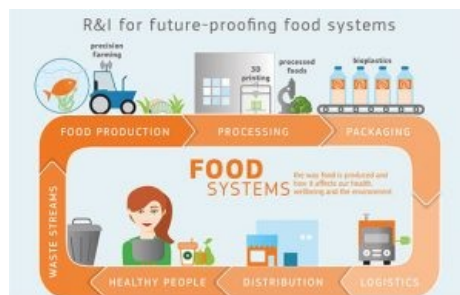 R&I for future-proofing food systems
precision
farming
3D
printing
processed
foods
bioplastics
FOOD PRODUCTION
PROCESSING
PACKAGING
FOOD
SYSTEMS
the way food is produced and
how it affects our health,
wellbeing and the environment
WASTE STREAMS
HEALTHY PEOPLE
DISTRIBUTION
LOGISTICS